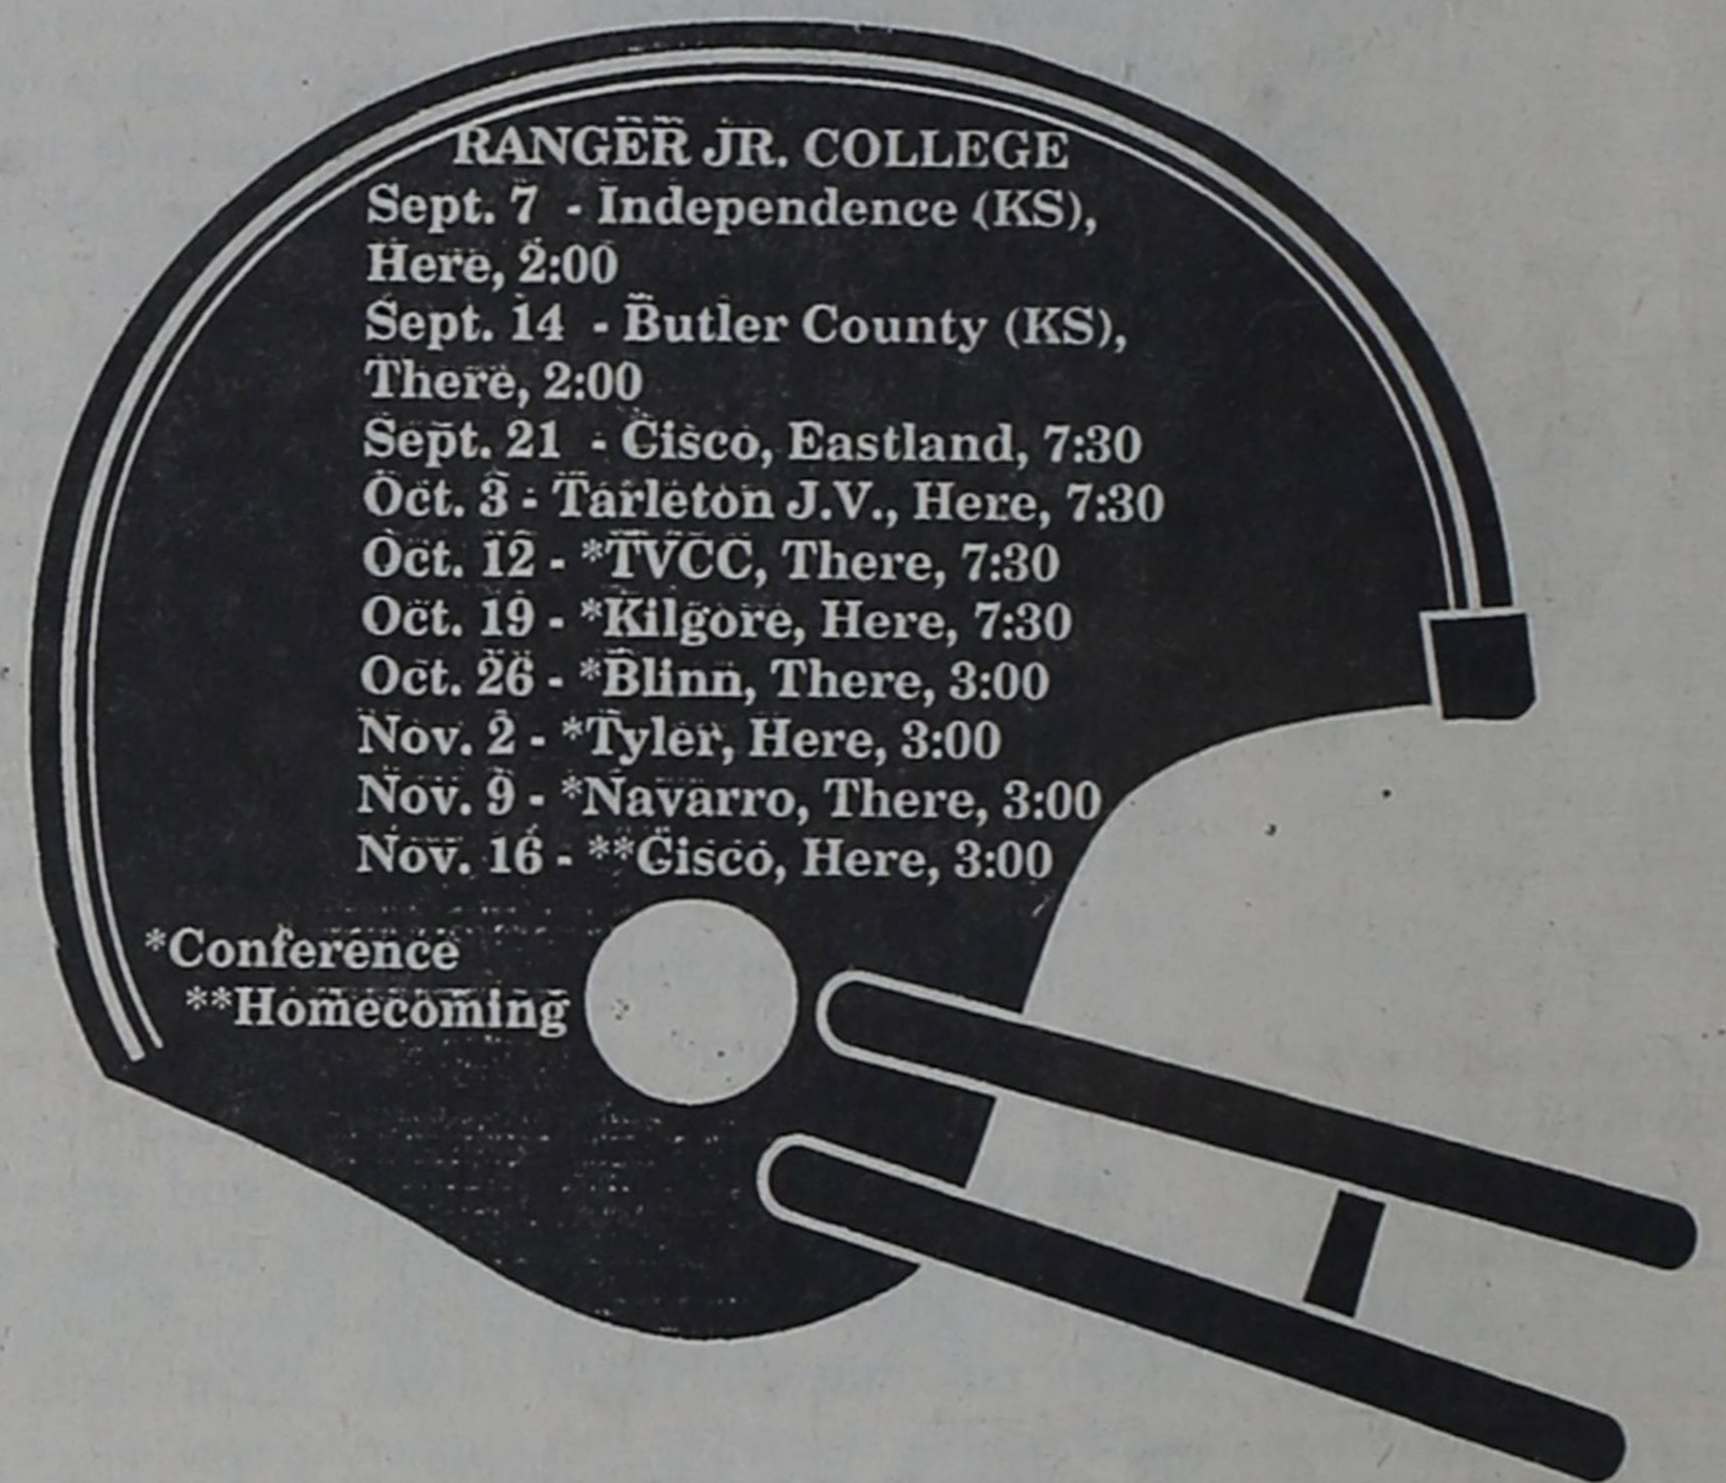 RANGER JR. COLLEGE
Sept. 7 - Independence (KS),
Here, 2:00
Sept. 14 - Butler County (KS),
There, 2:00
Sept. 21 - Cisco, Eastland, 7:30
Oct. 3 - Tarleton J.V., Here, 7:30
Oct. 12 - *TVCC, There, 7:30
Oct. 19 - *Kilgore, Here, 7:30
Oct. 26 - *Blinn, There, 3:00
Nov. 2 - *Tyler, Here, 3:00
Nov. 9 - *Navarro, There, 3:00
Nov. 16 - **Cisco, Here, 3:00
*Conference
**Homecoming